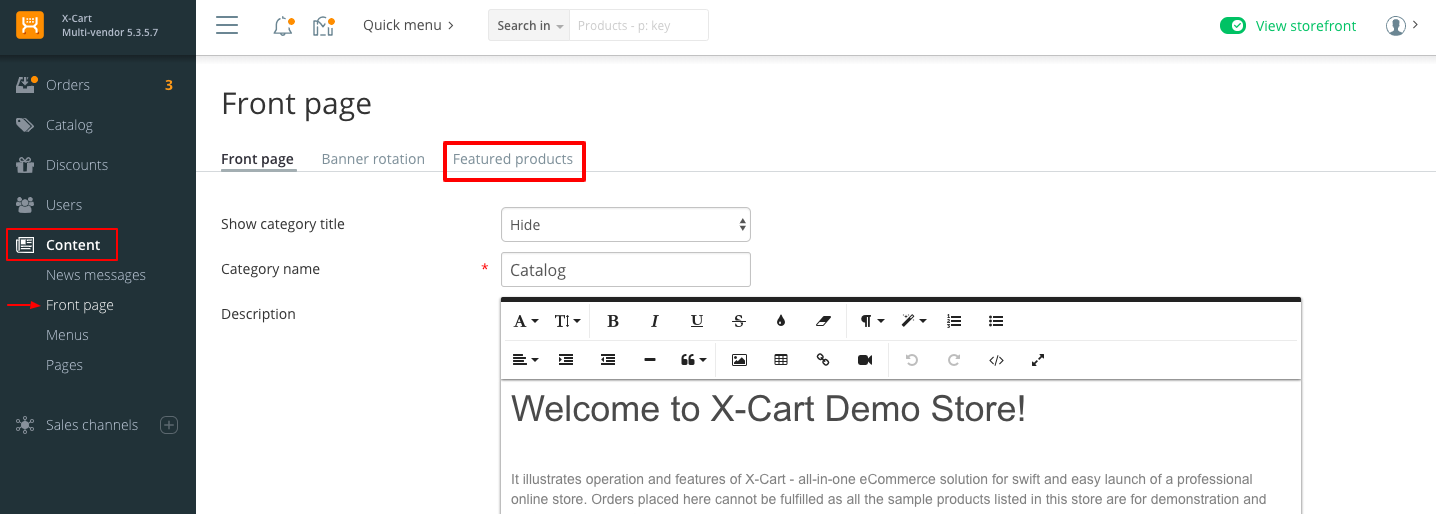 X-Cart
Multi-vendor 5.3.5.7
Quick menu
Search in
Products - p: key
View storefront
Orders 3
Catalog
Discounts
Users
Content
News messages
Front page
Menus
Pages
Sales channels
Front page
Front page Banner rotation Featured products
Show category title Hide
Category name * Catalog
Description
A T B I U S
Welcome to X-Cart Demo Store!
It illustrates operation and features of X-Cart - all-in-one eCommerce solution for swift and easy launch of a professional
online store. Orders placed here cannot be fulfilled as all the sample products listed in this store are for demonstration and